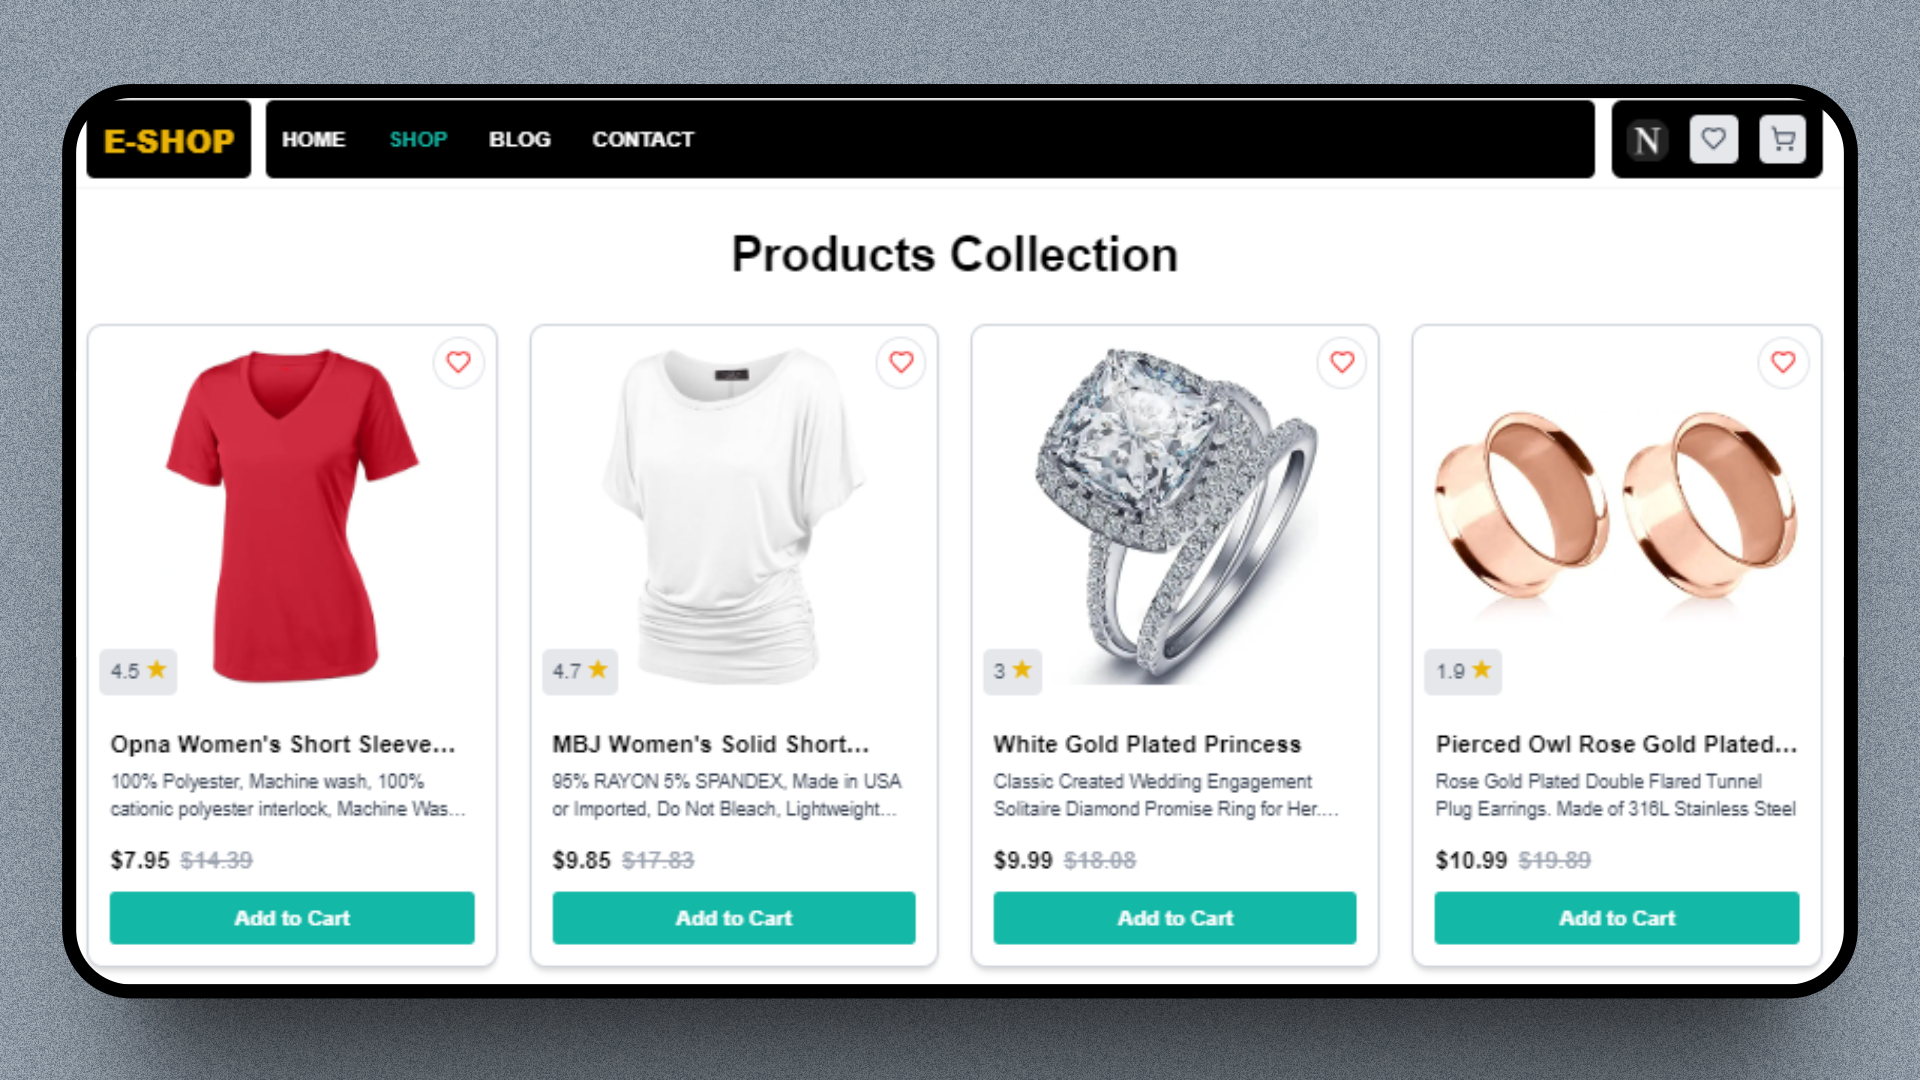 E-SHOP
HOME SHOP BLOG CONTACT
N
Products Collection
4.5
Opna Women's Short Sleeve...
100% Polyester, Machine wash, 100%
cationic polyester interlock, Machine Was...
$7.95 $14.39
Add to Cart
4.7
MBJ Women's Solid Short...
95% RAYON 5% SPANDEX, Made in USA
or Imported, Do Not Bleach, Lightweight...
$9.85 $17.83
Add to Cart
3
White Gold Plated Princess
Classic Created Wedding Engagement
Solitaire Diamond Promise Ring for Her....
$9.99 $18.08
Add to Cart
1.9
Pierced Owl Rose Gold Plated...
Rose Gold Plated Double Flared Tunnel
Plug Earrings. Made of 316L Stainless Steel
$10.99 $19.89
Add to Cart